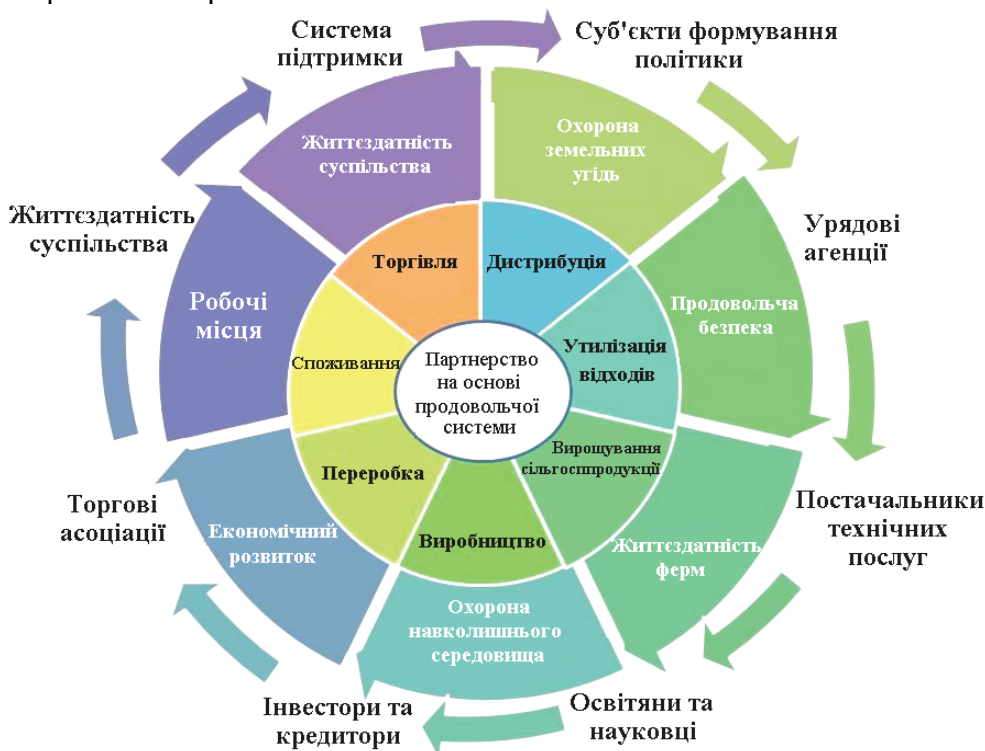 Система
підтримки
Суб'єкти формування
політики
Урядові
агенції
Постачальники
технічних
послуг
Освітяни та
науковці
Інвестори та
кредитори
Торгові
асоціації
Життєздатність
суспільства
Життєздатність
суспільства
Охорона
земельних
угідь
Продовольча
безпека
Життєздатність
ферм
Охорона
навколишнього
середовища
Економічний
розвиток
Робочі
місця
Торгівля
Дистрибуція
Утилізація
відходів
Вирощування
сільгосппродукції
Виробництво
Переробка
Споживання
Партнерство
на основі
продовольчої
системи